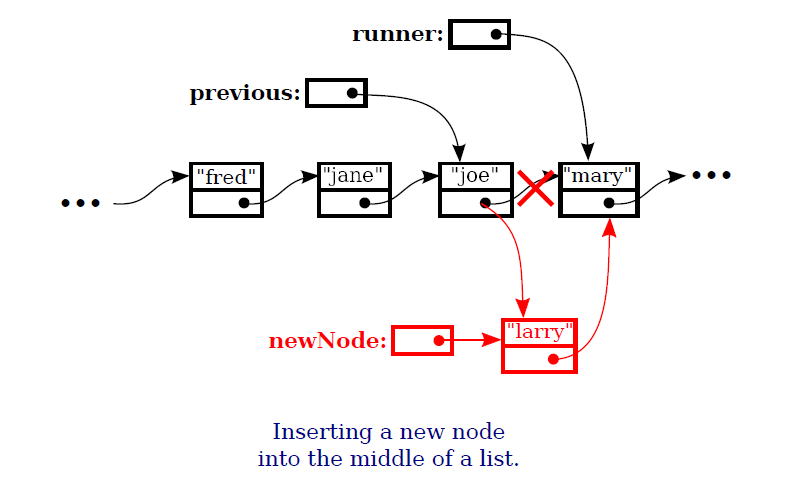 runner:
previous:
"fred" "jane" "joe" "mary"
newNode: "larry"
Inserting a new node
into the middle of a list.